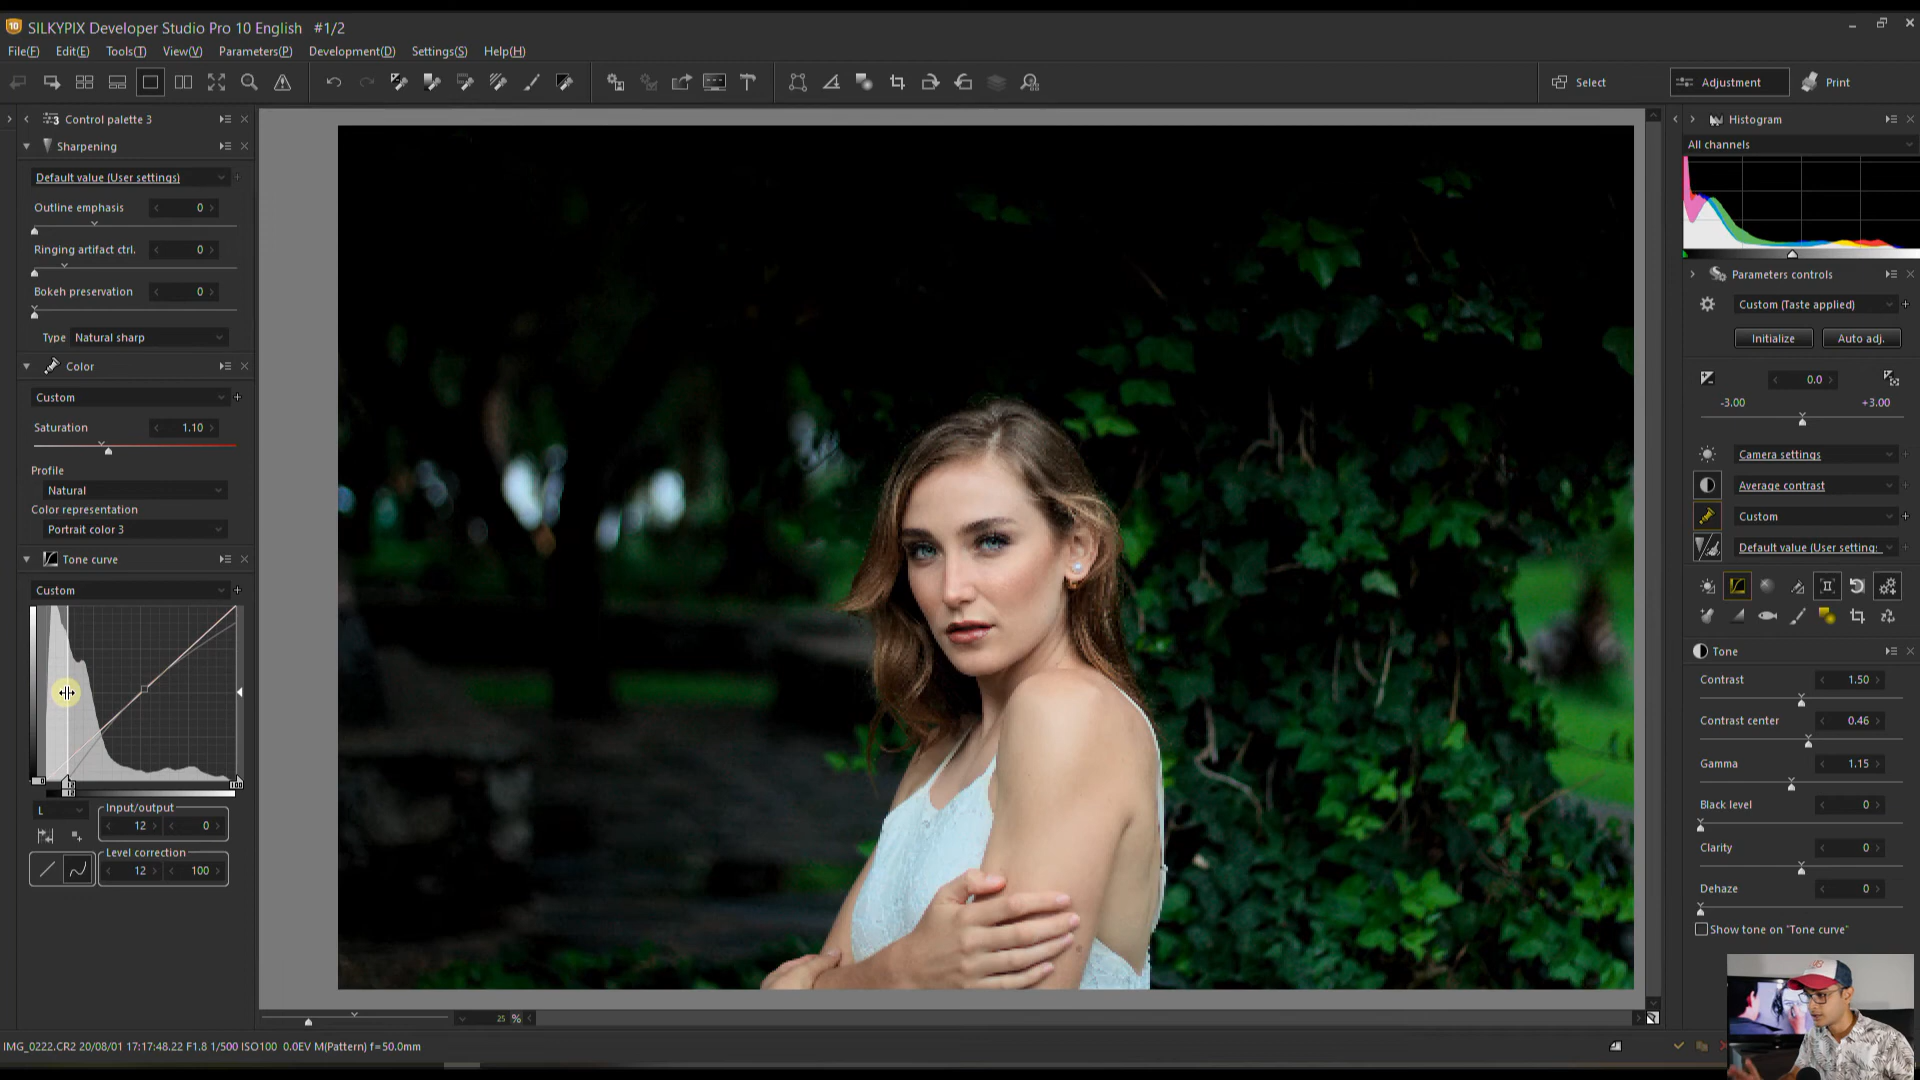 SILKYPIX Developer Studio Pro 10 English #1/2
File(F) Edit(E) Tools(T) View(V) Parameters(P) Development(D) Settings(S) Help(H)
Select
Adjustment
Print
Control palette 3
Sharpening
Default value (User settings)
Outline emphasis 0
Ringing artifact ctrl. 0
Bokeh preservation 0
Type Natural sharp
Color
Custom
Saturation 1.10
Profile
Natural
Color representation
Portrait color 3
Tone curve
Custom
L
Input/output
12 0
Level correction
12 100
Histogram
All channels
Parameters controls
Custom (Taste applied)
Initialize Auto adj.
0.0
-3.00 +3.00
Camera settings
Average contrast
Custom
Default value (User setting:
Tone
Contrast 1.50
Contrast center 0.46
Gamma 1.15
Black level 0
Clarity 0
Dehaze 0
Show tone on "Tone curve"
25 %
IMG_0222.CR2 20/08/01 17:17:48.22 F1.8 1/500 ISO100 0.0EV M(Pattern) f=50.0mm